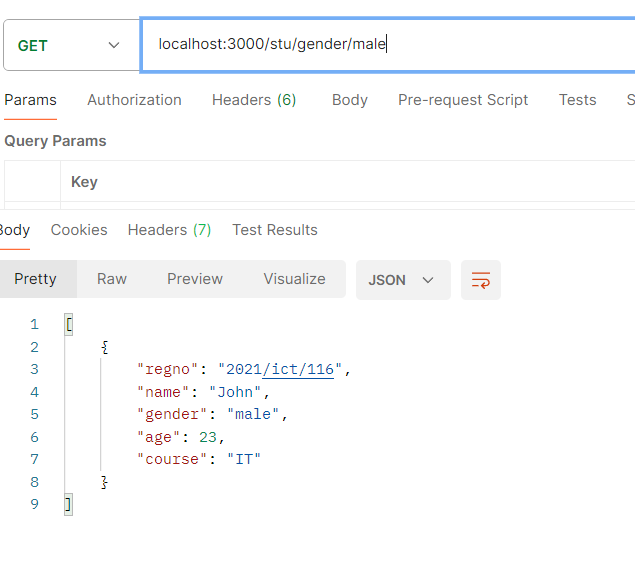 GET localhost:3000/stu/gender/male
Params Authorization Headers (6) Body Pre-request Script Tests S
Query Params
Key
Body Cookies Headers (7) Test Results
Pretty Raw Preview Visualize JSON
1 [
2 {
3 "regno": "2021/ict/116",
4 "name": "John",
5 "gender": "male",
6 "age": 23,
7 "course": "IT"
8 }
9 ]